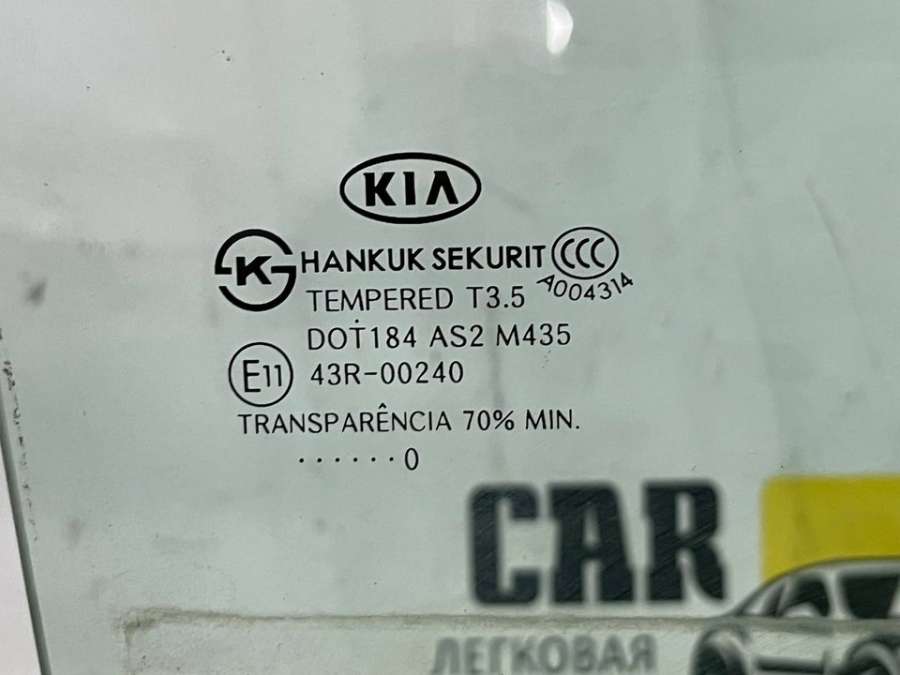 KIA
K HANKUK SEKURIT CCC
TEMPERED T3.5 A004314
DOT184 AS2 M435
E11 43R-00240
TRANSPARÊNCIA 70% MIN.
......0
CAR
ЛЕГКОВАЯ